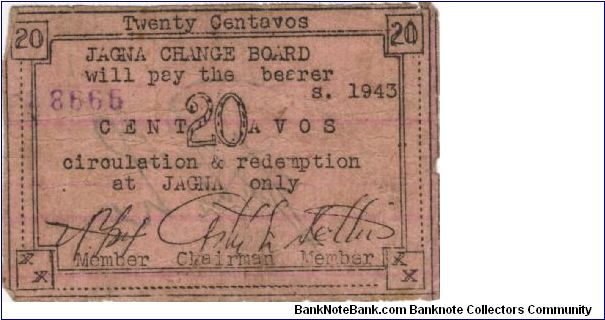 Twenty Centavos
20 20
JAGNA CHANGE BOARD
will pay the bearer
s. 1943
8665
CENT 20 AVOS
circulation & redemption
at JAGNA only
Member Chairman Member
x x
x x
BankNoteBank.com Banknote Collectors Community